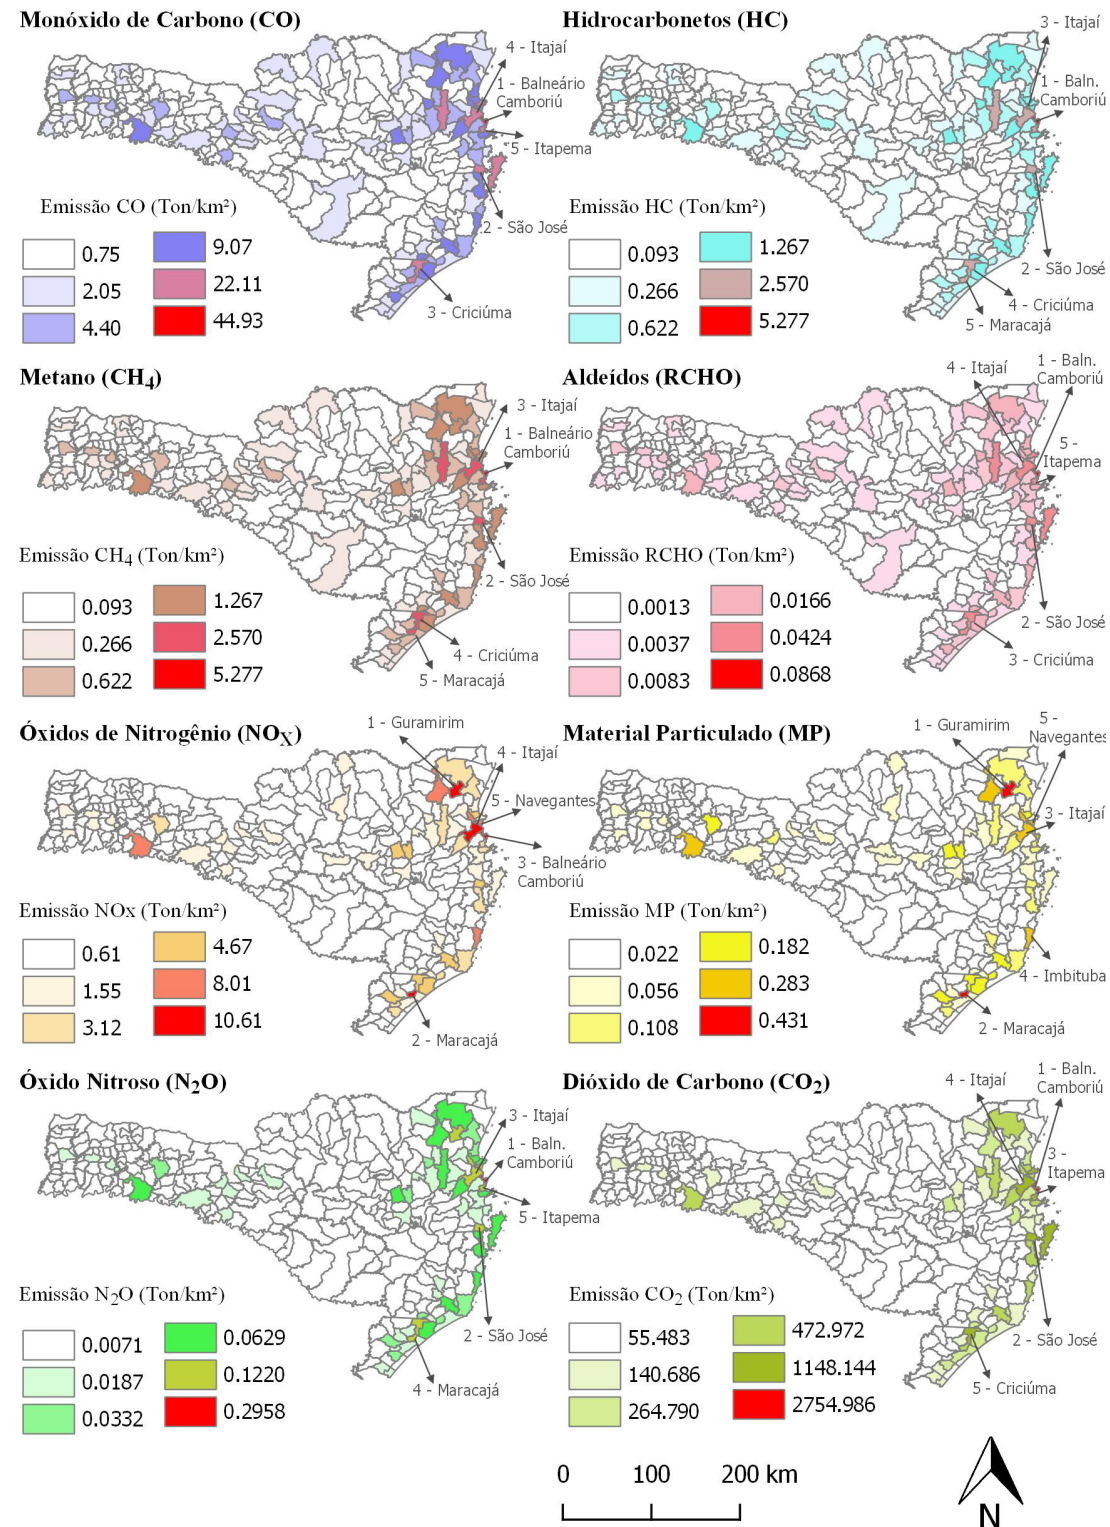 Monóxido de Carbono (CO)
4 - Itajaí
1 - Balneário
Camboriú
5 - Itapema
Emissão CO (Ton/km²)
0.75
2.05
4.40
9.07
22.11
44.93
2 - São José
3 - Criciúma
Hidrocarbonetos (HC)
3 - Itajaí
1 - Baln.
Camboriú
Emissão HC (Ton/km²)
0.093
0.266
0.622
1.267
2.570
5.277
2 - São José
4 - Criciúma
5 - Maracajá
Metano (CH4)
3 - Itajaí
1 - Balneário
Camboriú
Emissão CH4 (Ton/km²)
0.093
0.266
0.622
1.267
2.570
5.277
2 - São José
4 - Criciúma
5 - Maracajá
Aldeídos (RCHO)
4 - Itajaí
1 - Baln.
Camboriú
5 -
Itapema
Emissão RCHO (Ton/km²)
0.0013
0.0037
0.0083
0.0166
0.0424
0.0868
2 - São José
3 - Criciúma
Óxidos de Nitrogênio (NOX)
1 - Guramirim
4 - Itajaí
5 - Navegantes
3 - Balneário
Camboriú
Emissão NOx (Ton/km²)
0.61
1.55
3.12
4.67
8.01
10.61
2 - Maracajá
Material Particulado (MP)
1 - Guramirim
5 -
Navegantes
3 - Itajaí
Emissão MP (Ton/km²)
0.022
0.056
0.108
0.182
0.283
0.431
4 - Imbituba
2 - Maracajá
Óxido Nitroso (N2O)
3 - Itajaí
1 - Baln.
Camboriú
5 - Itapema
Emissão N2O (Ton/km²)
0.0071
0.0187
0.0332
0.0629
0.1220
0.2958
2 - São José
4 - Maracajá
Dióxido de Carbono (CO2)
4 - Itajaí
1 - Baln.
Camboriú
3 -
Itapema
Emissão CO2 (Ton/km²)
55.483
140.686
264.790
472.972
1148.144
2754.986
2 - São José
5 - Criciúma
0 100 200 km
N